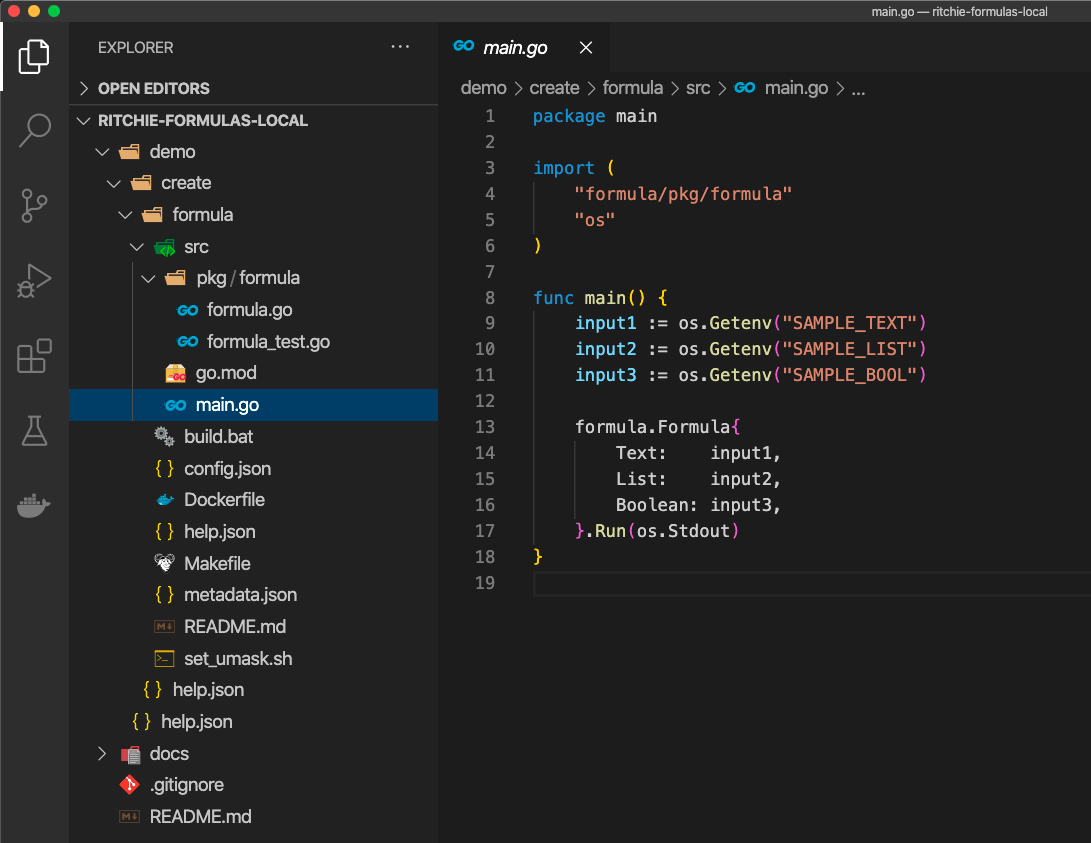 main.go — ritchie-formulas-local
EXPLORER
···
OPEN EDITORS
RITCHIE-FORMULAS-LOCAL
demo
create
formula
src
pkg / formula
GO formula.go
GO formula_test.go
go.mod
GO main.go
build.bat
{ } config.json
Dockerfile
{ } help.json
Makefile
{ } metadata.json
M↓ README.md
>_ set_umask.sh
{ } help.json
{ } help.json
docs
.gitignore
M↓ README.md
GO main.go ×
demo > create > formula > src > GO main.go > ...
1 package main
2
3 import (
4 "formula/pkg/formula"
5 "os"
6 )
7
8 func main() {
9 input1 := os.Getenv("SAMPLE_TEXT")
10 input2 := os.Getenv("SAMPLE_LIST")
11 input3 := os.Getenv("SAMPLE_BOOL")
12
13 formula.Formula{
14 Text: input1,
15 List: input2,
16 Boolean: input3,
17 }.Run(os.Stdout)
18 }
19